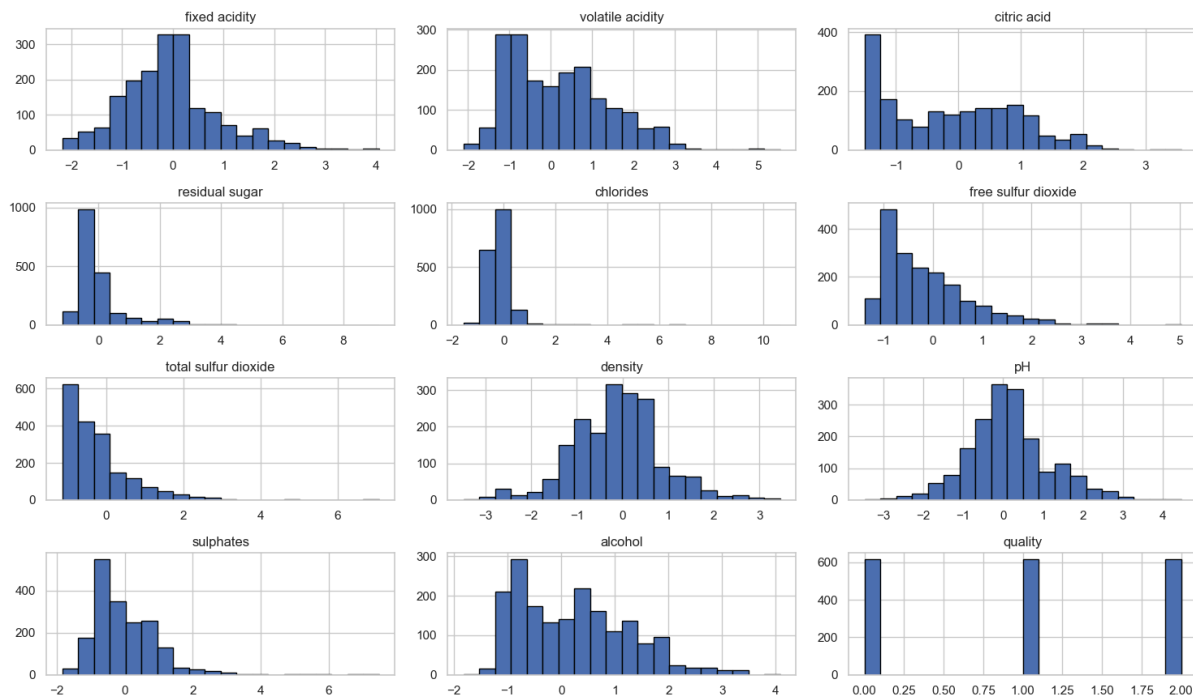 fixed acidity
300
200
100
0
−2 −1 0 1 2 3 4
volatile acidity
300
200
100
0
−2 −1 0 1 2 3 4 5
citric acid
400
200
0
−1 0 1 2 3
residual sugar
1000
500
0
0 2 4 6 8
chlorides
1000
500
0
−2 0 2 4 6 8 10
free sulfur dioxide
400
200
0
−1 0 1 2 3 4 5
total sulfur dioxide
600
400
200
0
0 2 4 6
density
300
200
100
0
−3 −2 −1 0 1 2 3
pH
300
200
100
0
−3 −2 −1 0 1 2 3 4
sulphates
400
200
0
−2 0 2 4 6
alcohol
300
200
100
0
−2 −1 0 1 2 3 4
quality
600
400
200
0
0.00 0.25 0.50 0.75 1.00 1.25 1.50 1.75 2.00